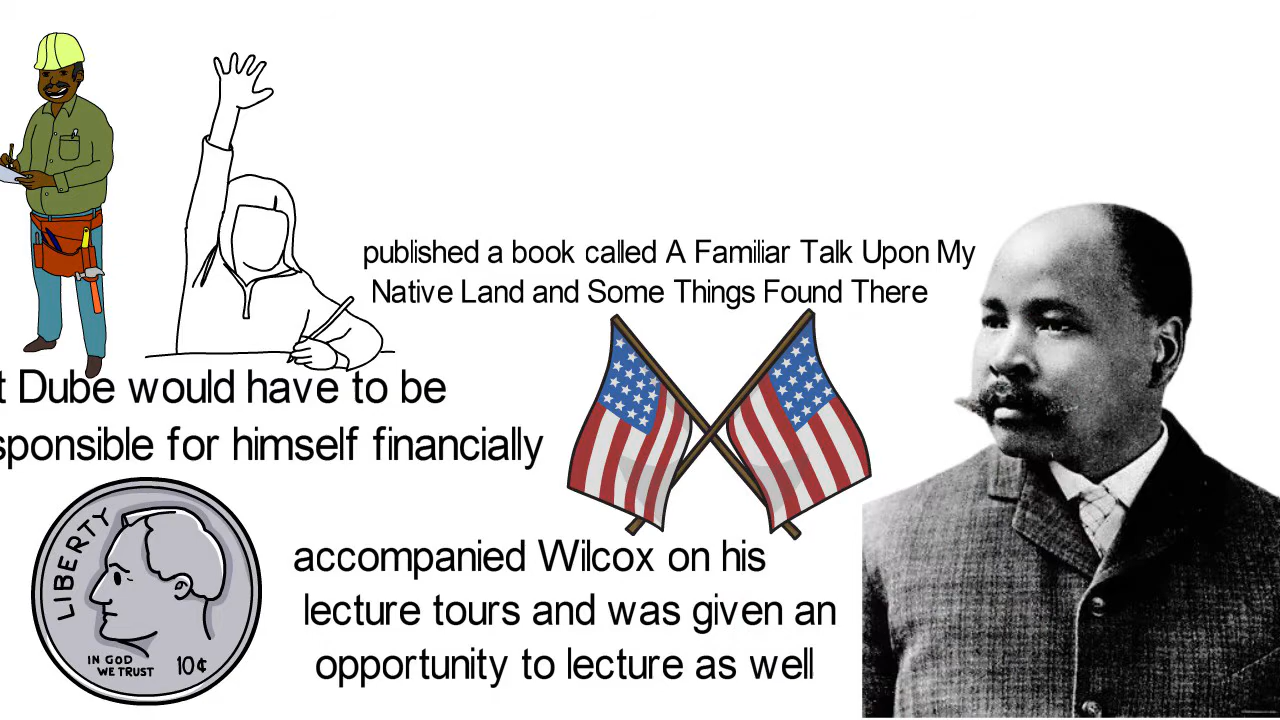 published a book called A Familiar Talk Upon My
Native Land and Some Things Found There
t Dube would have to be
sponsible for himself financially
LIBERTY
IN GOD
WE TRUST
10¢
accompanied Wilcox on his
lecture tours and was given an
opportunity to lecture as well